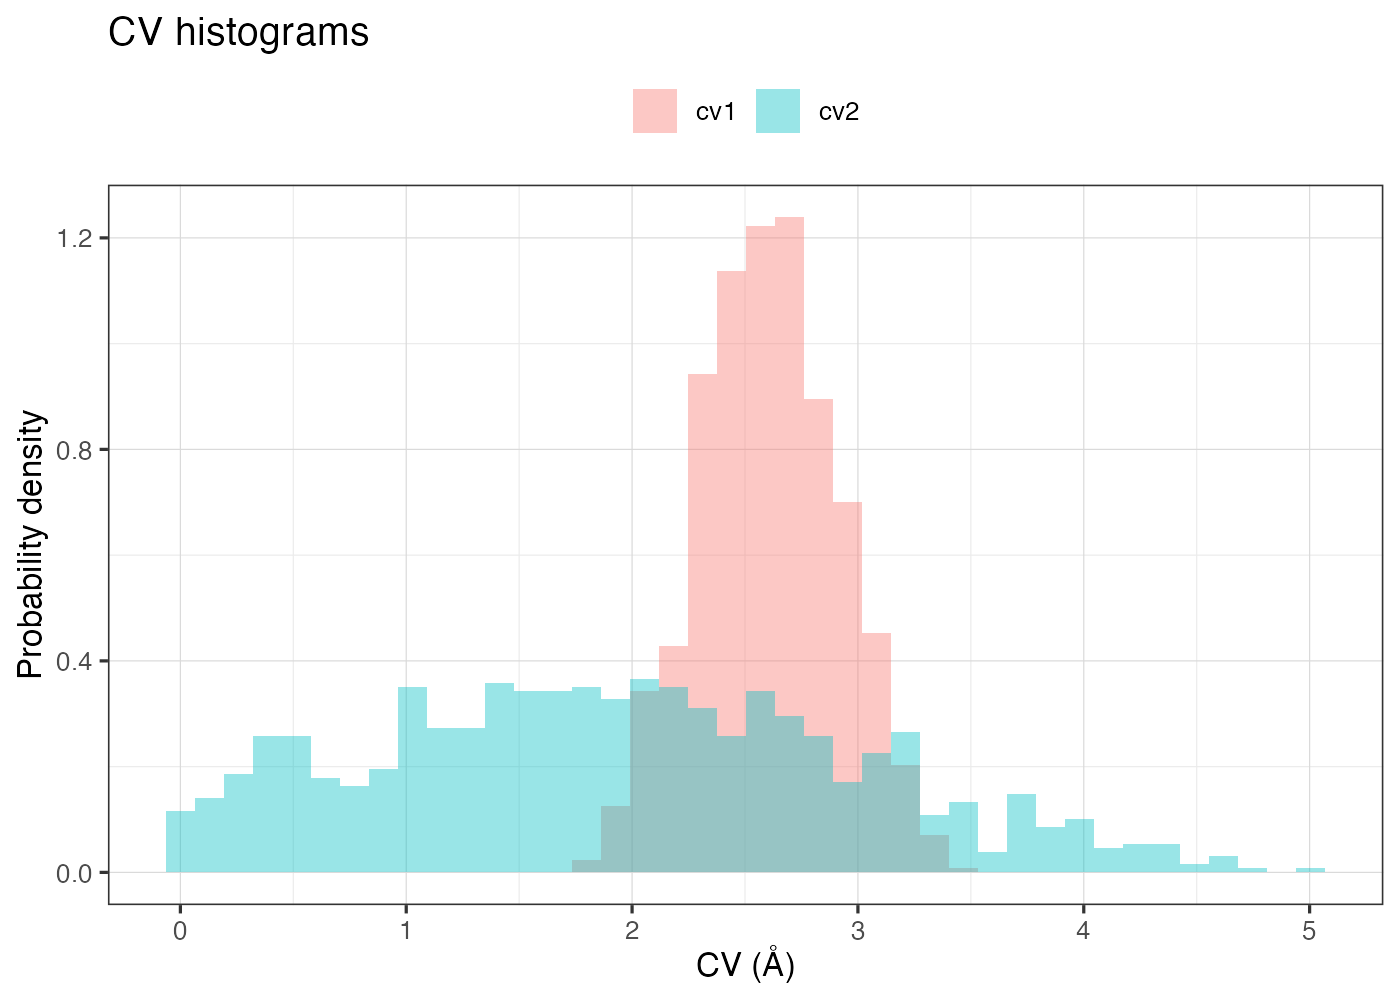 CV histograms
cv1 cv2
Probability density
1.2
0.8
0.4
0.0
0 1 2 3 4 5
CV (Å)